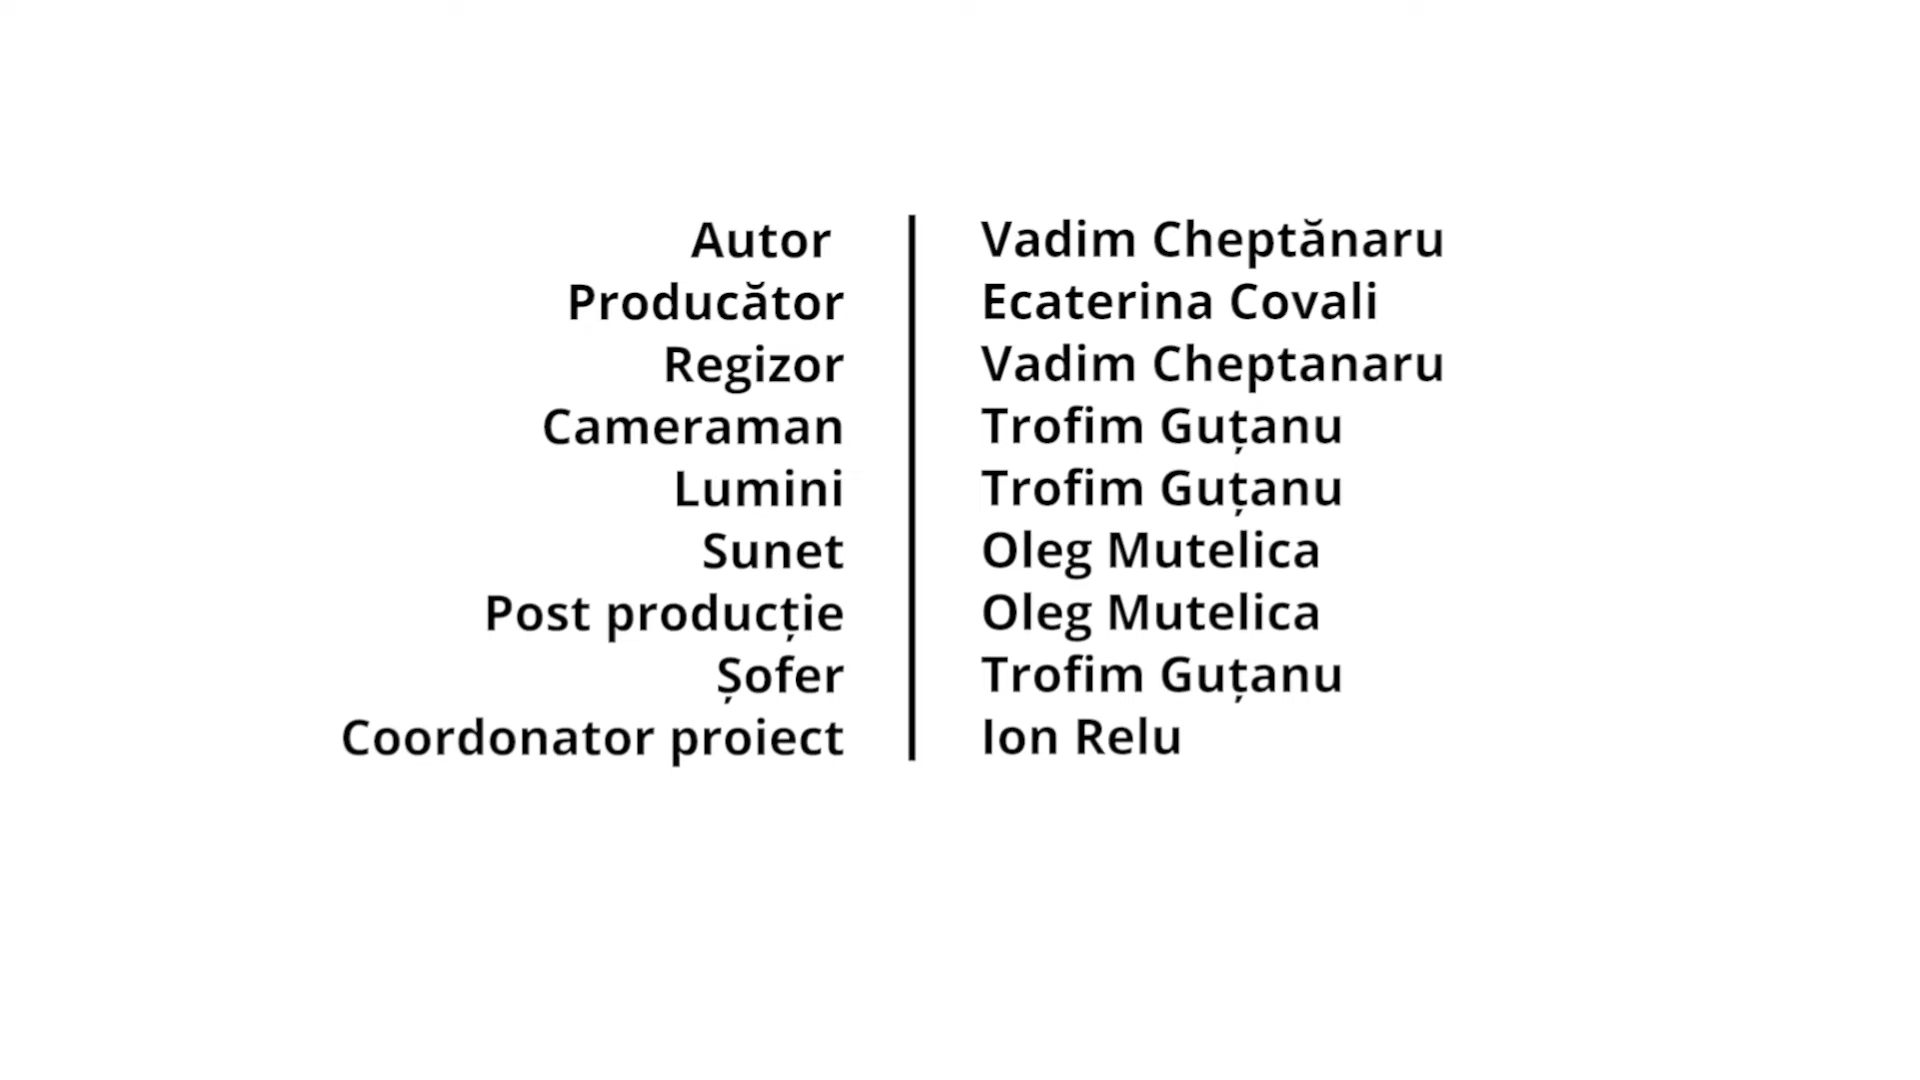 Autor Vadim Cheptănaru
Producător Ecaterina Covali
Regizor Vadim Cheptanaru
Cameraman Trofim Guțanu
Lumini Trofim Guțanu
Sunet Oleg Mutelica
Post producție Oleg Mutelica
Șofer Trofim Guțanu
Coordonator proiect Ion Relu